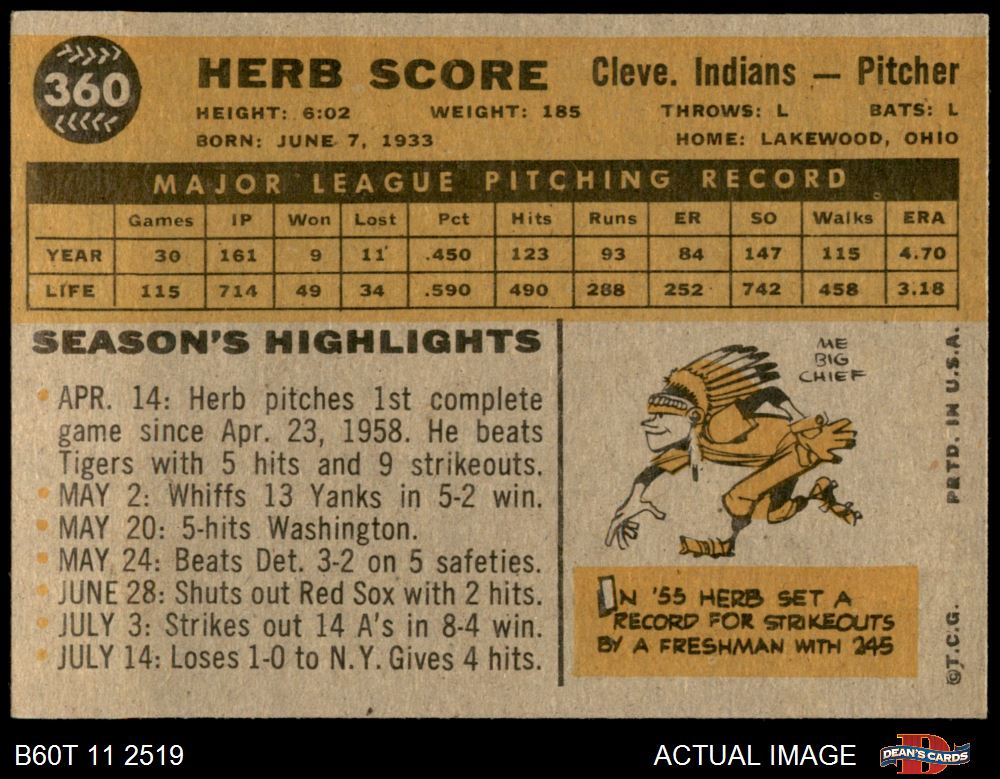 360
HERB SCORE Cleve. Indians — Pitcher
HEIGHT: 6:02 WEIGHT: 185 THROWS: L BATS: L
BORN: JUNE 7, 1933 HOME: LAKEWOOD, OHIO
MAJOR LEAGUE PITCHING RECORD
Games IP Won Lost Pct Hits Runs ER SO Walks ERA
YEAR 30 161 9 11 .450 123 93 84 147 115 4.70
LIFE 115 714 49 34 .590 490 288 252 742 458 3.18
SEASON'S HIGHLIGHTS
• APR. 14: Herb pitches 1st complete
game since Apr. 23, 1958. He beats
Tigers with 5 hits and 9 strikeouts.
• MAY 2: Whiffs 13 Yanks in 5-2 win.
• MAY 20: 5-hits Washington.
• MAY 24: Beats Det. 3-2 on 5 safeties.
• JUNE 28: Shuts out Red Sox with 2 hits.
• JULY 3: Strikes out 14 A's in 8-4 win.
• JULY 14: Loses 1-0 to N.Y. Gives 4 hits.
ME
BIG
CHIEF
IN '55 HERB SET A
RECORD FOR STRIKEOUTS
BY A FRESHMAN WITH 245
©T.C.G. PRTD. IN U.S.A.
B60T 11 2519 ACTUAL IMAGE DEAN'S CARDS